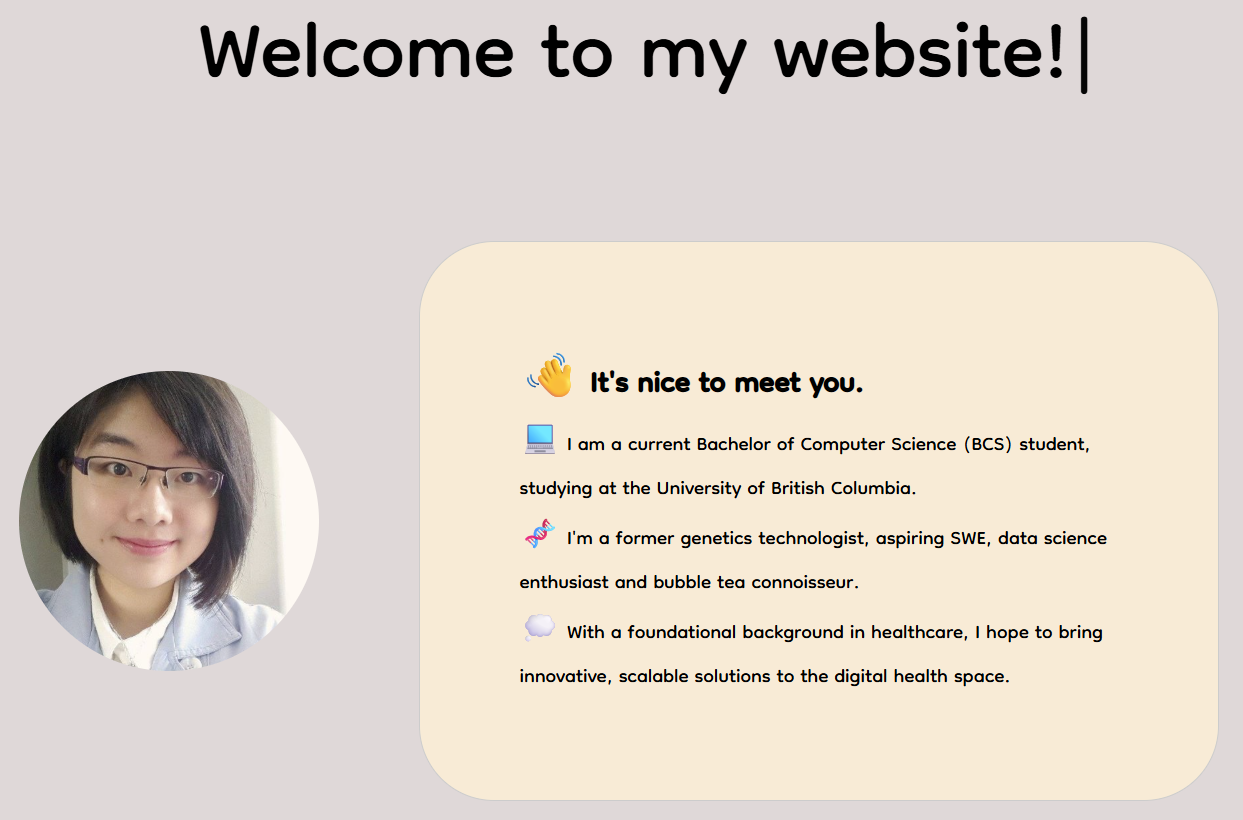 Welcome to my website!|
👋 It's nice to meet you.
💻 I am a current Bachelor of Computer Science (BCS) student,
studying at the University of British Columbia.
🧬 I'm a former genetics technologist, aspiring SWE, data science
enthusiast and bubble tea connoisseur.
💭 With a foundational background in healthcare, I hope to bring
innovative, scalable solutions to the digital health space.